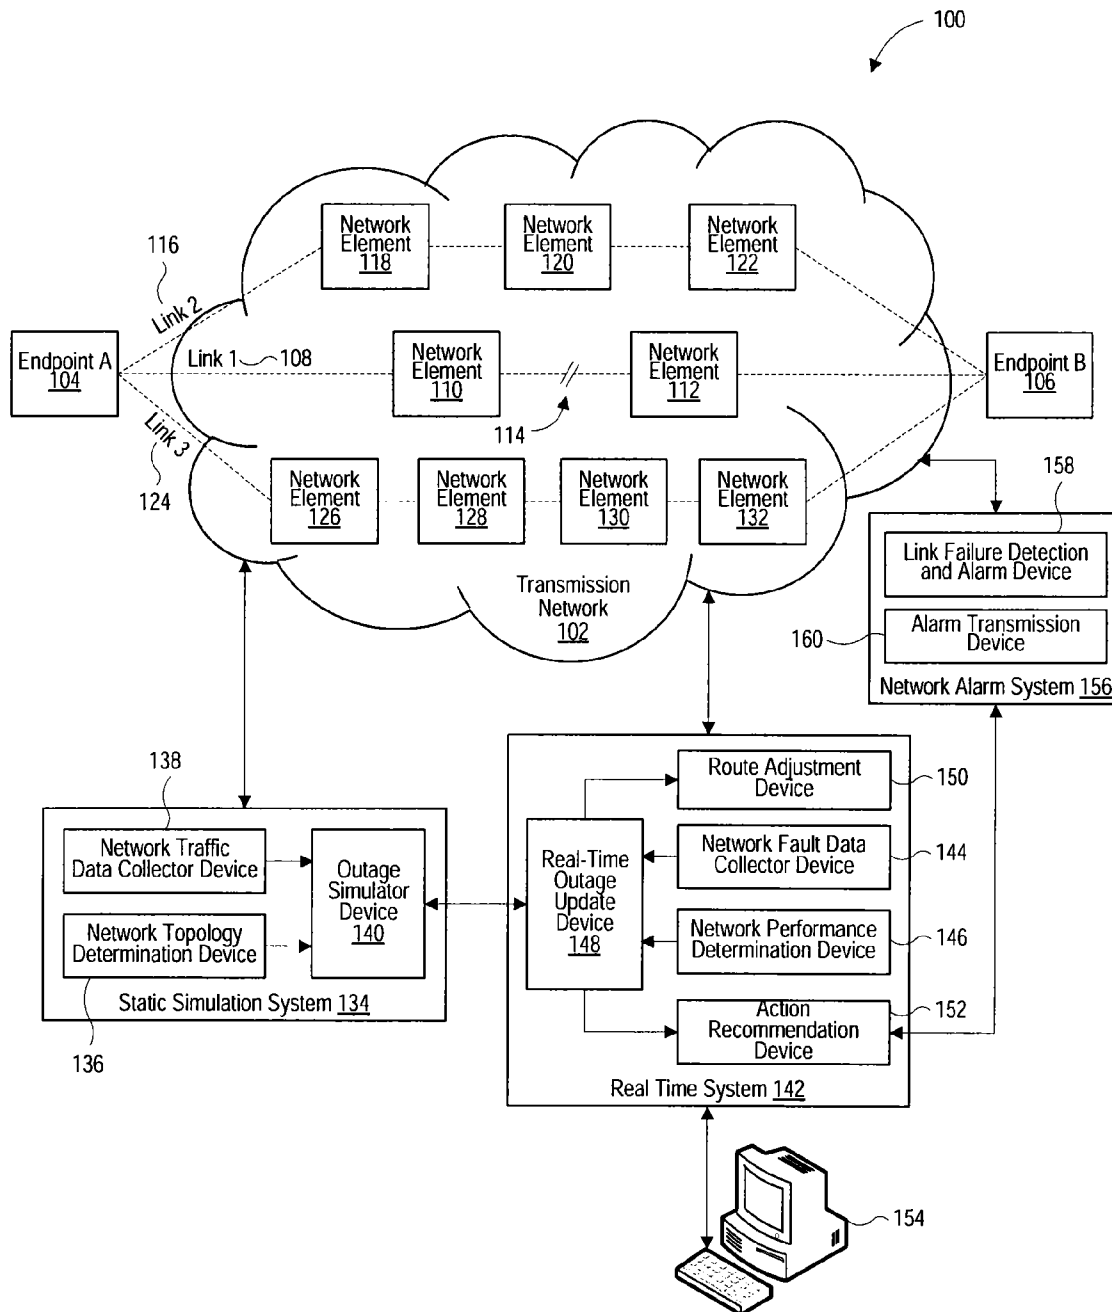 100
Network
Element
118
Network
Element
120
Network
Element
122
116
Link 2
Endpoint A
104
Link 1
108
Network
Element
110
Network
Element
112
114
Endpoint B
106
Link 3
124
Network
Element
126
Network
Element
128
Network
Element
130
Network
Element
132
Transmission
Network
102
158
Link Failure Detection
and Alarm Device
160
Alarm Transmission
Device
Network Alarm System 156
138
Network Traffic
Data Collector Device
Network Topology
Determination Device
Outage
Simulator
Device
140
Static Simulation System 134
136
Real-Time
Outage
Update
Device
148
Route Adjustment
Device
150
Network Fault Data
Collector Device
144
Network Performance
Determination Device
146
Action
Recommendation
Device
152
Real Time System 142
154